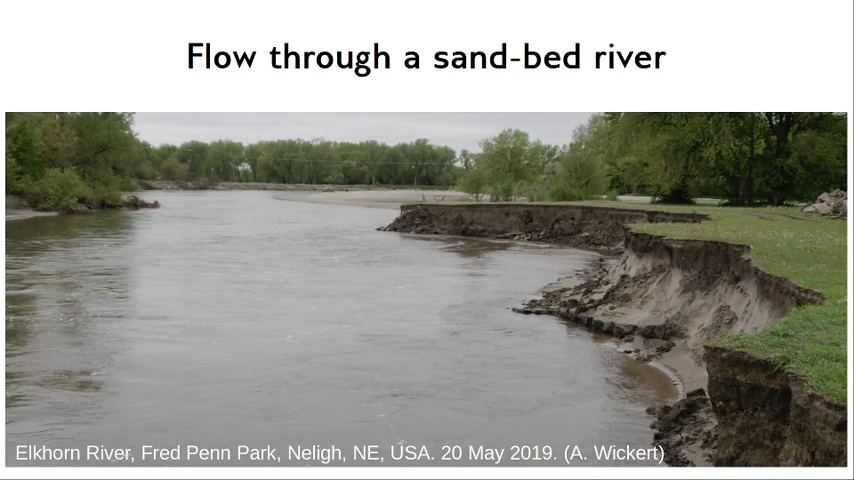 Flow through a sand-bed river
Elkhorn River, Fred Penn Park, Neligh, NE, USA. 20 May 2019. (A. Wickert)